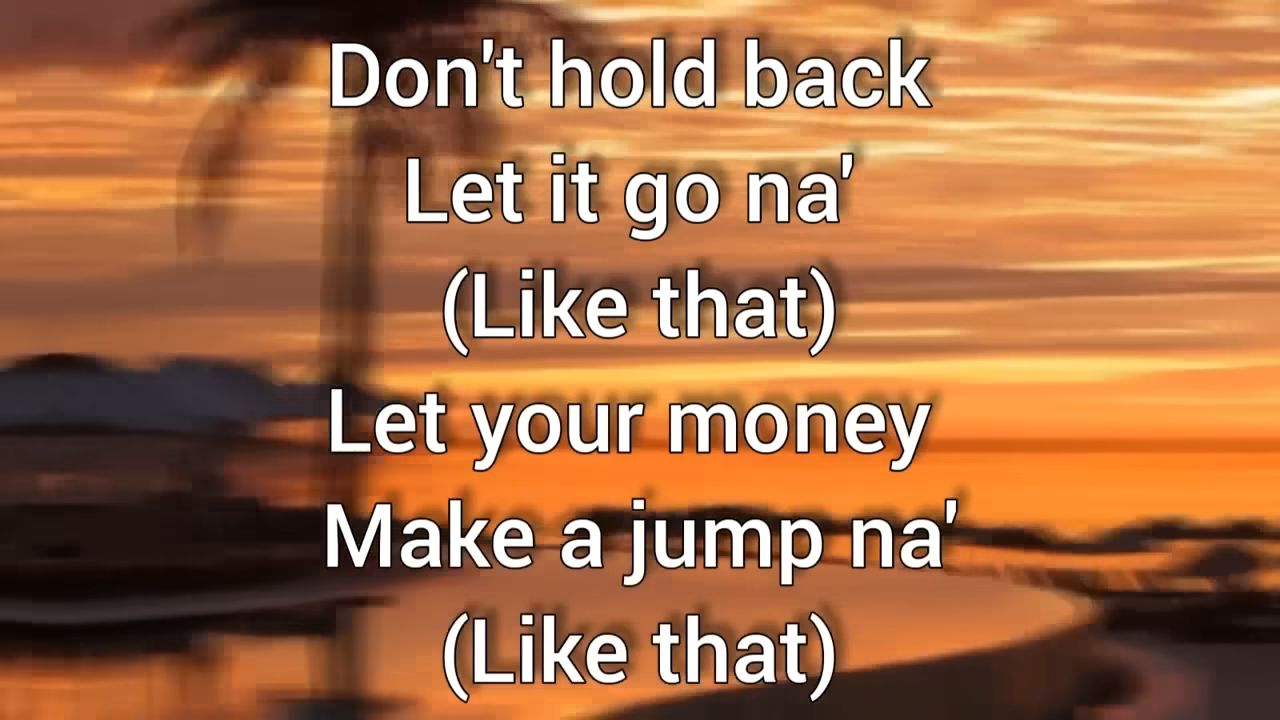 Don't hold back
Let it go na'
(Like that)
Let your money
Make a jump na'
(Like that)